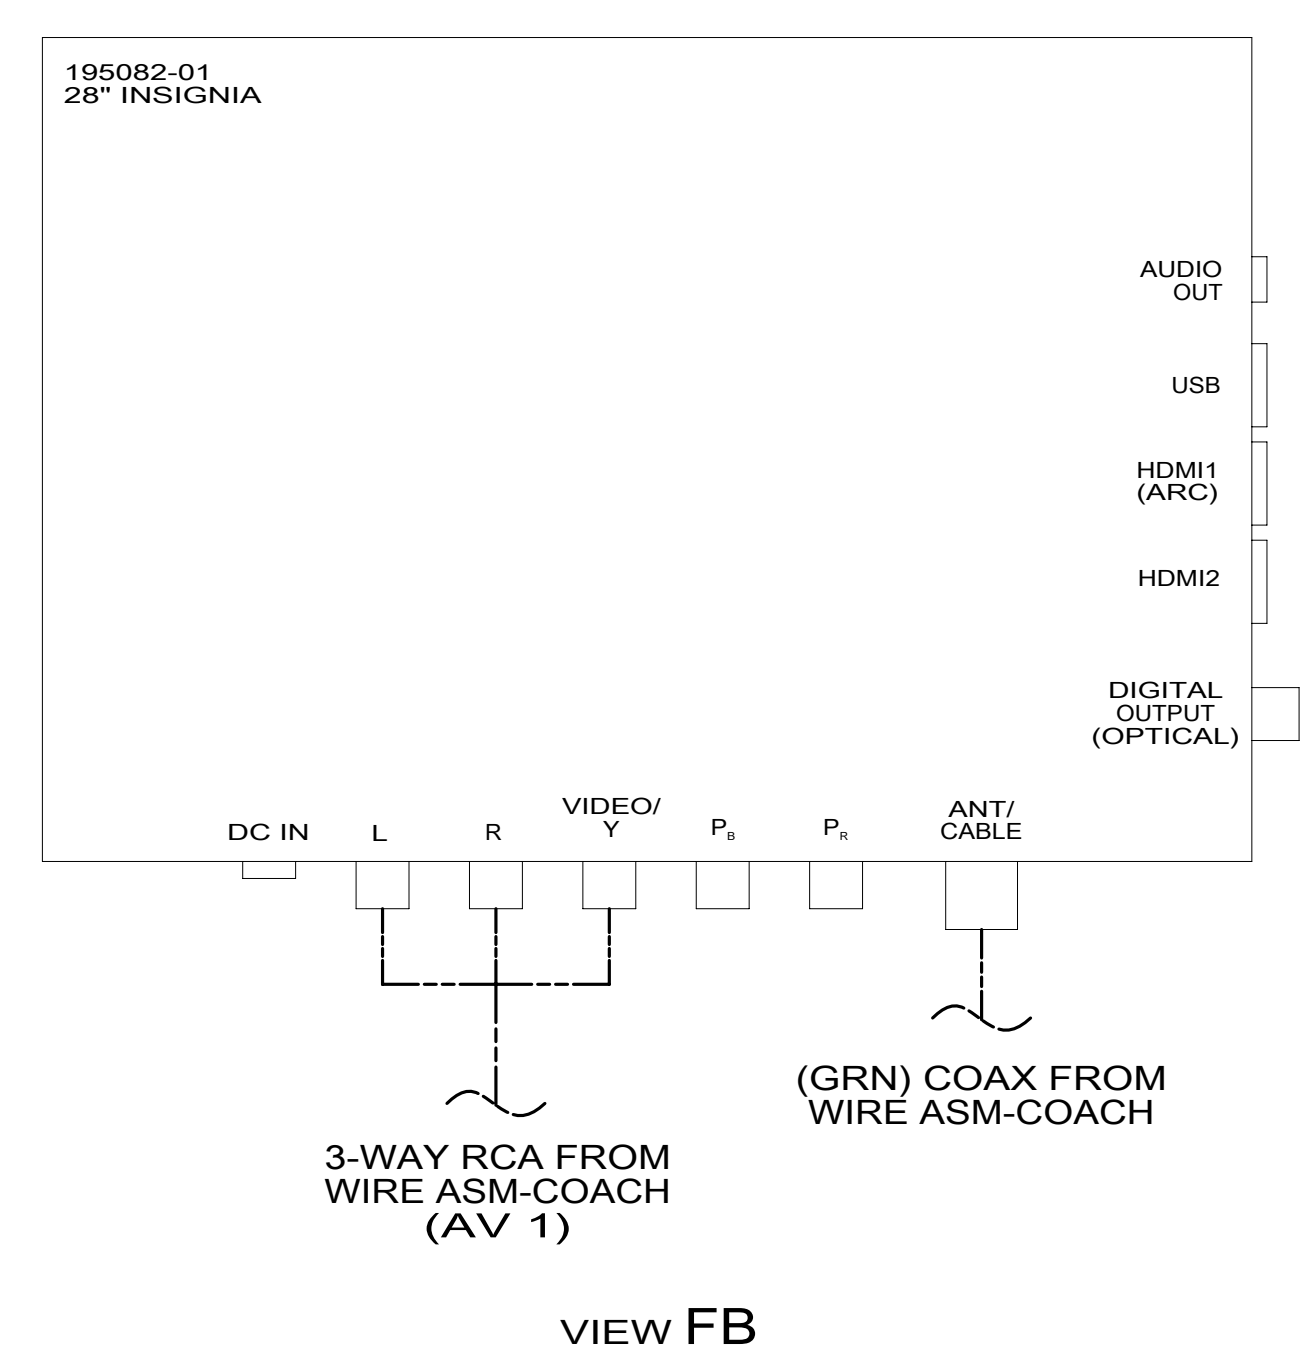 195082-01
28" INSIGNIA
AUDIO
OUT
USB
HDMI1
(ARC)
HDMI2
DIGITAL
OUTPUT
(OPTICAL)
DC IN
L
R
VIDEO/
Y
PB
PR
ANT/
CABLE
(GRN) COAX FROM
WIRE ASM-COACH
3-WAY RCA FROM
WIRE ASM-COACH
(AV 1)
VIEW FB